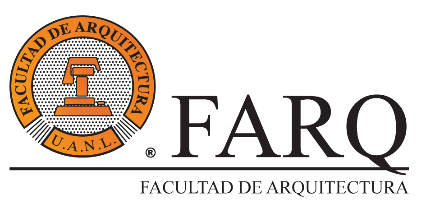 FACULTAD DE ARQUITECTURA
U.A.N.L.
® FARQ
FACULTAD DE ARQUITECTURA